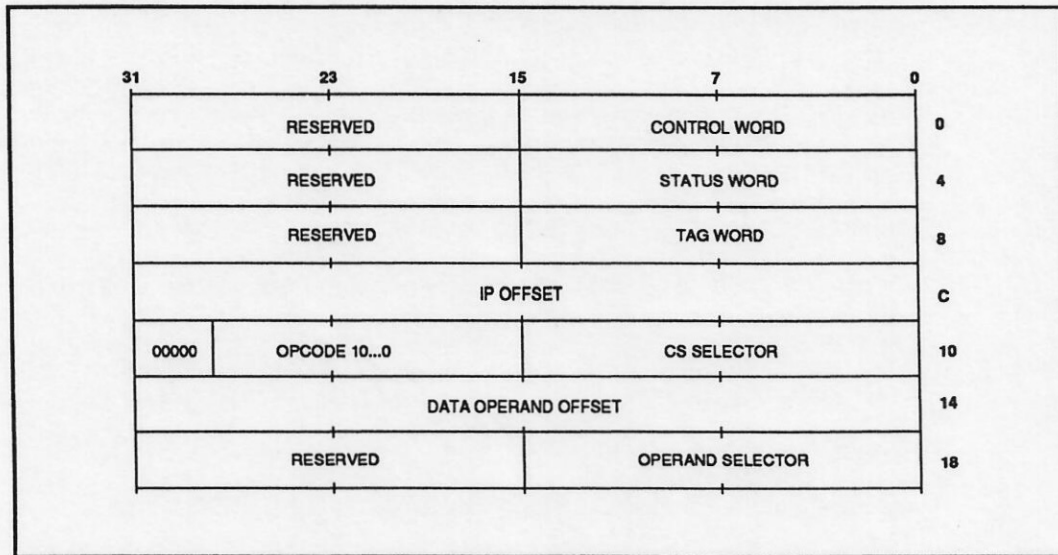 31 23 15 7 0
RESERVED CONTROL WORD 0
RESERVED STATUS WORD 4
RESERVED TAG WORD 8
IP OFFSET C
00000 OPCODE 10...0 CS SELECTOR 10
DATA OPERAND OFFSET 14
RESERVED OPERAND SELECTOR 18